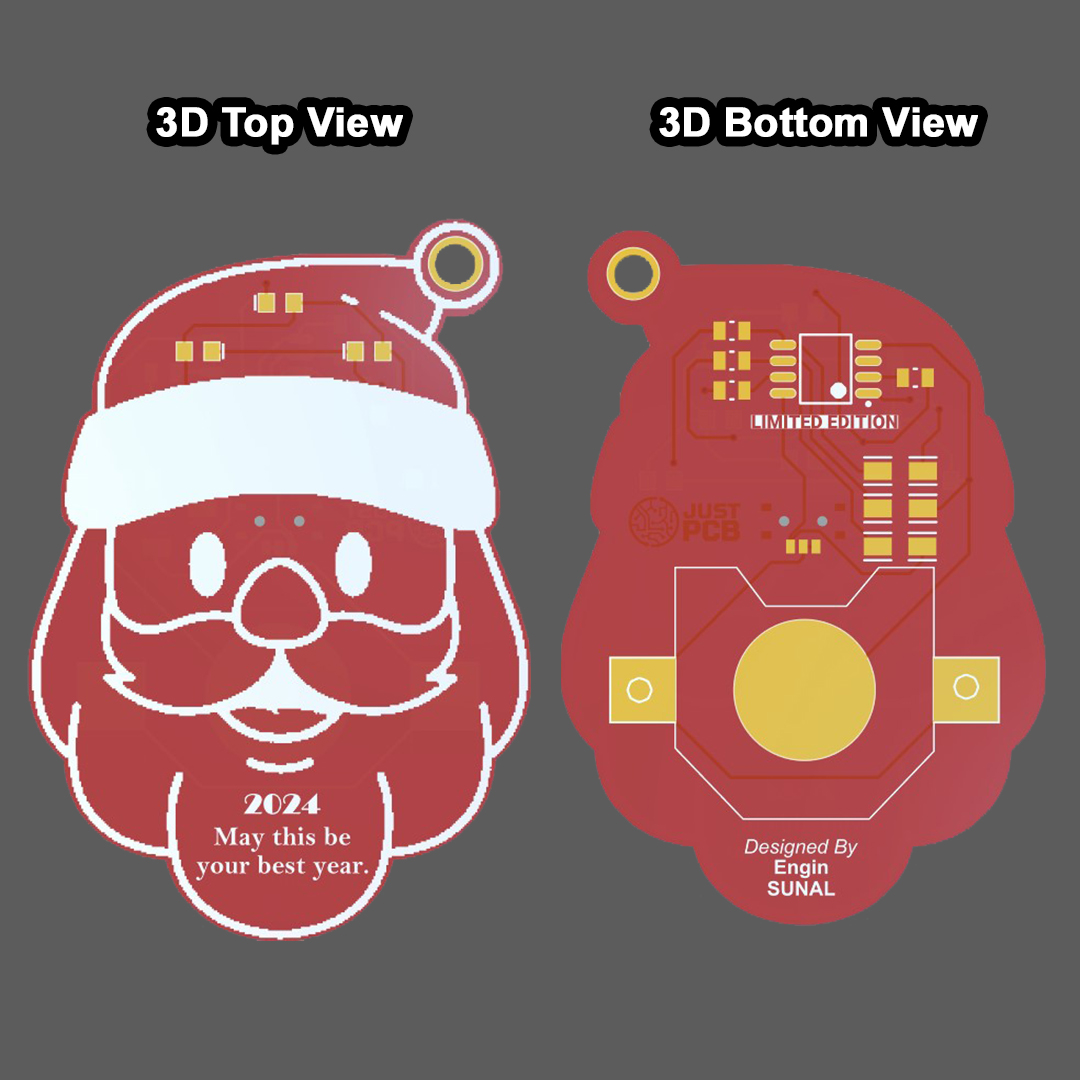 3D Top View
3D Bottom View
2024
May this be
your best year.
LIMITED EDITION
JUST
PCB
Designed By
Engin
SUNAL